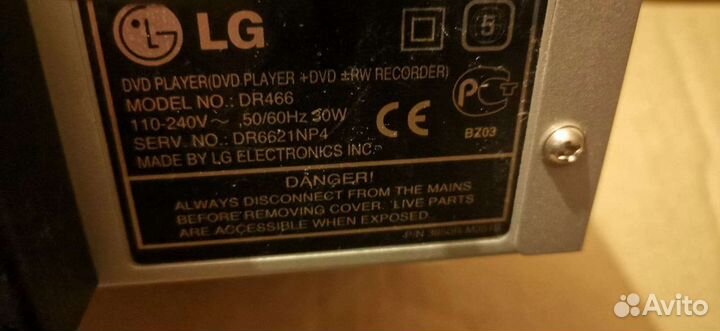 LG
5
DVD PLAYER(DVD PLAYER +DVD ±RW RECORDER)
MODEL NO.: DR466
110-240V~ ,50/60Hz 30W
SERV. NO.: DR6621NP4
MADE BY LG ELECTRONICS INC.
CE
PCT
BZ03
DANGER!
ALWAYS DISCONNECT FROM THE MAINS
BEFORE REMOVING COVER. LIVE PARTS
ARE ACCESSIBLE WHEN EXPOSED.
P/N
Avito